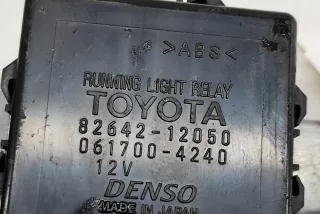 >ABS<
RUNNING LIGHT RELAY
TOYOTA
82642-12050
061700-4240
12V
DENSO
MADE IN JAPAN